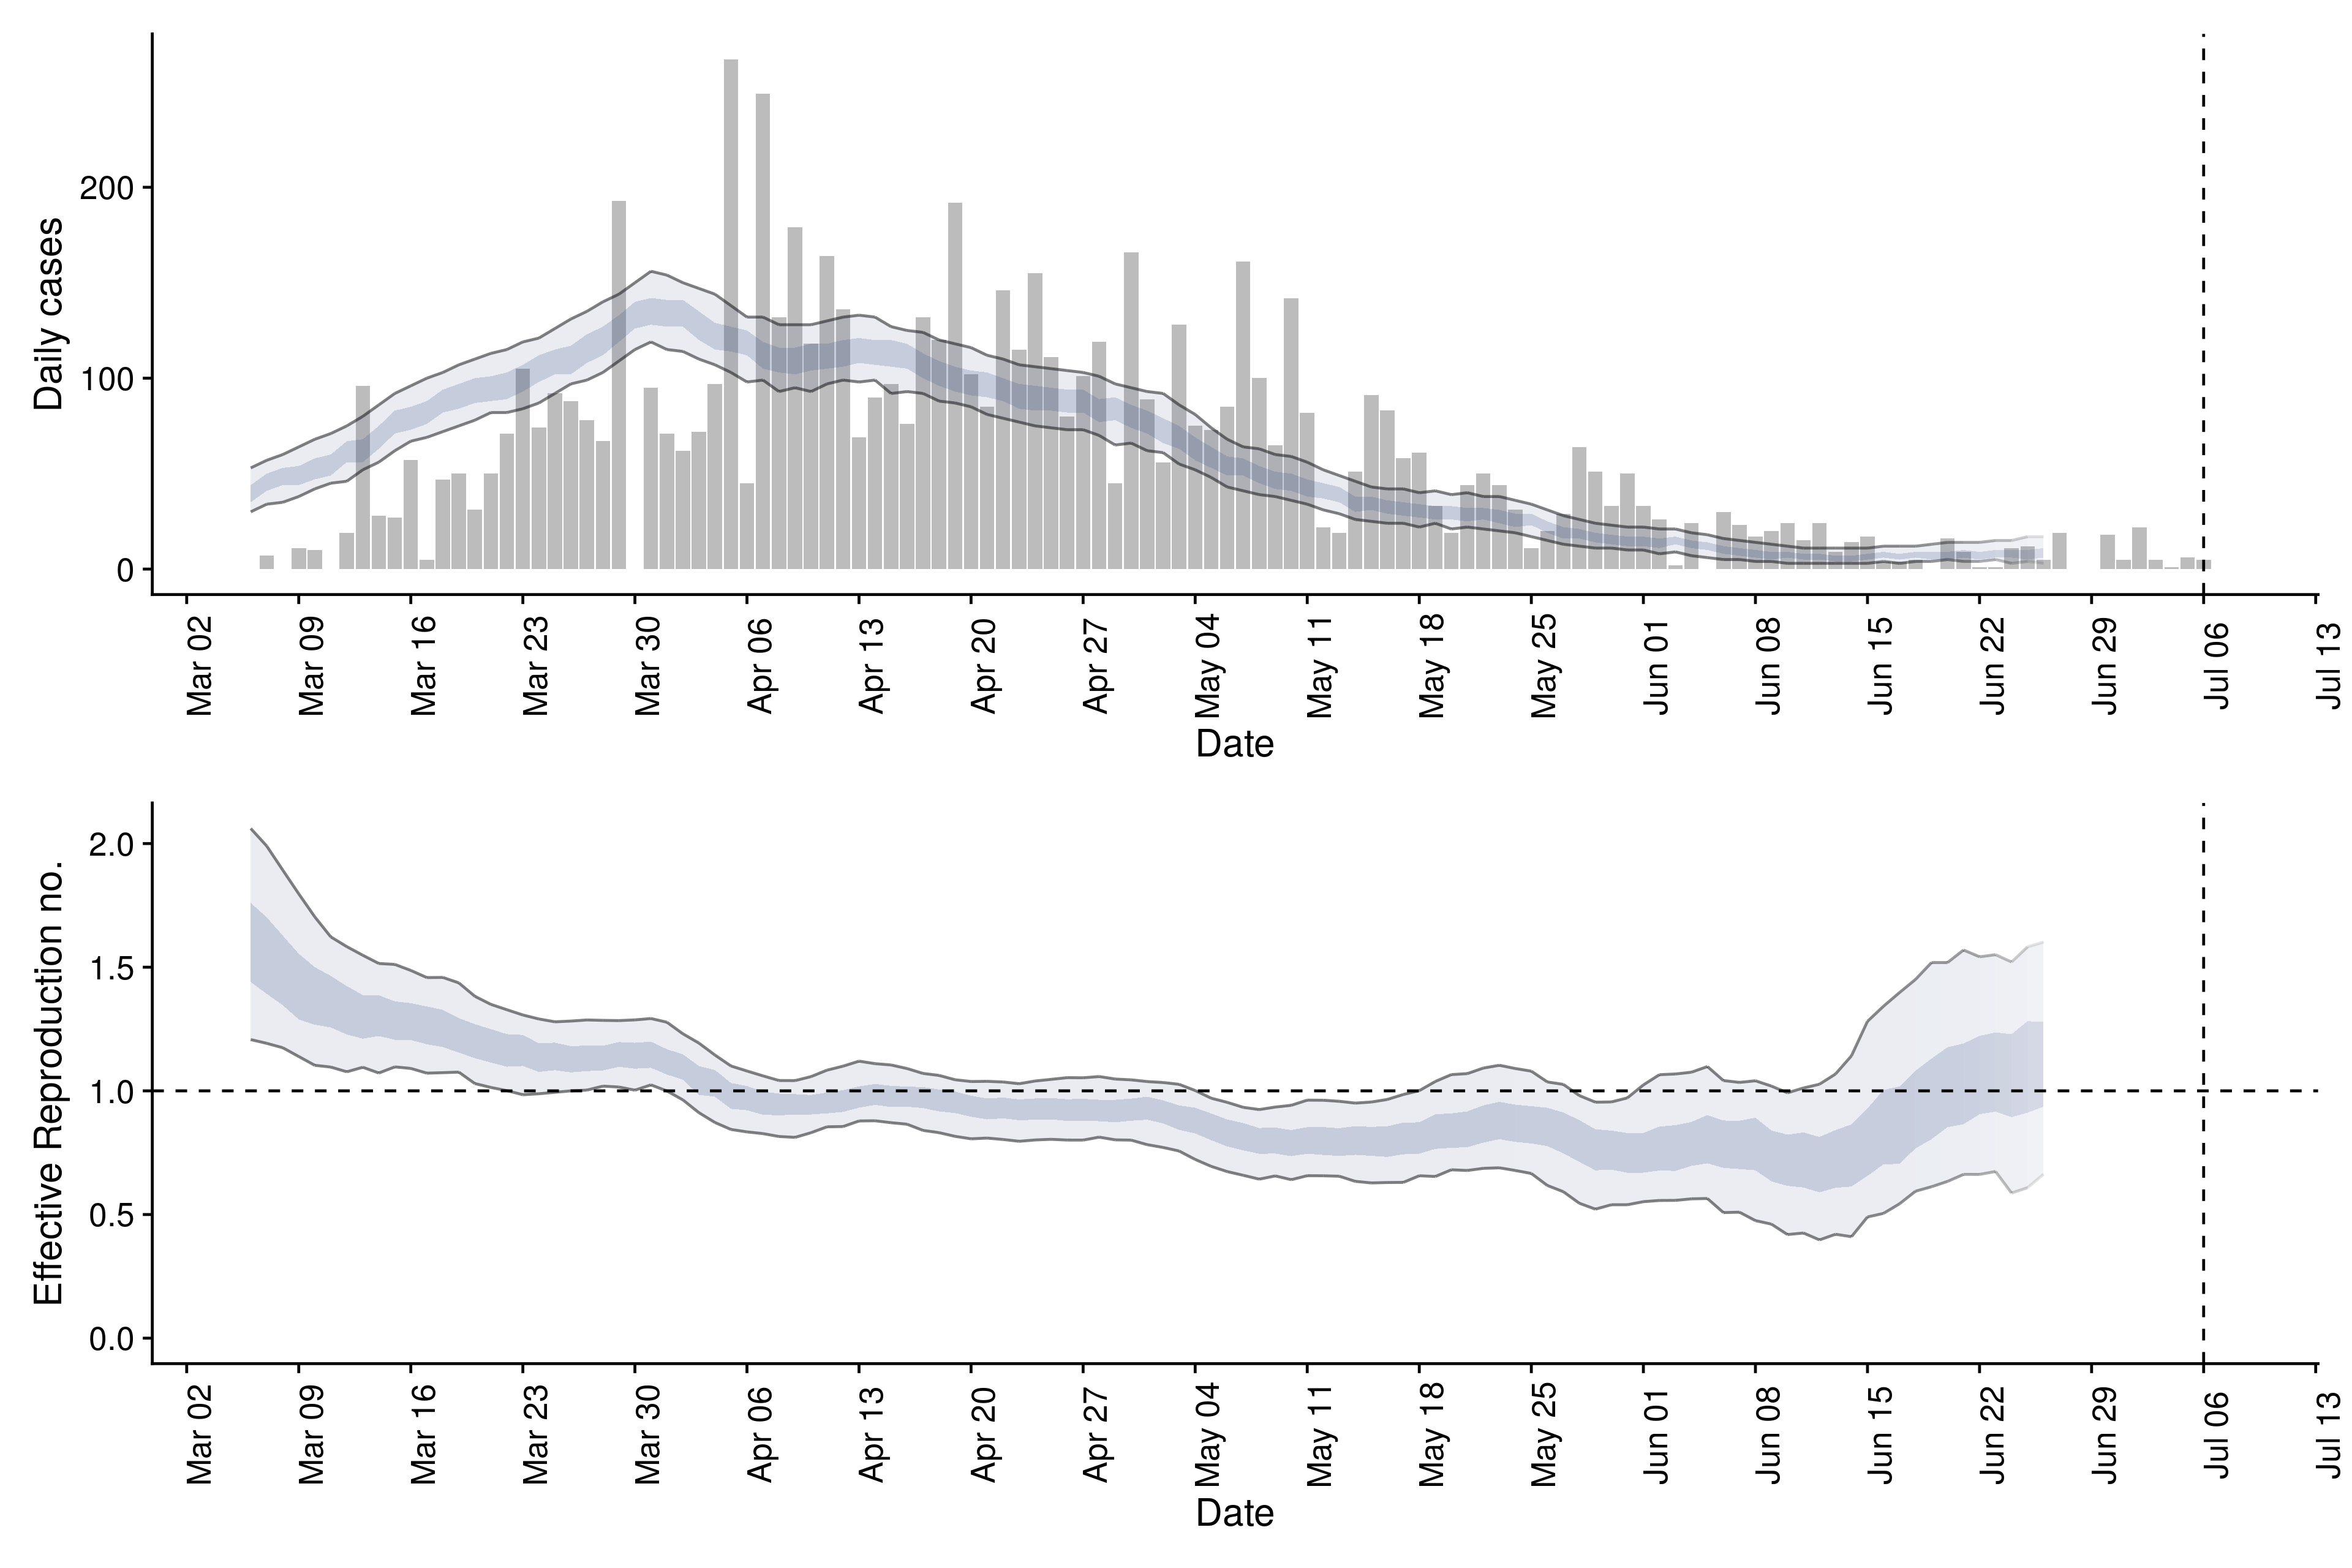 Daily cases
200
100
0
Mar 02
Mar 09
Mar 16
Mar 23
Mar 30
Apr 06
Apr 13
Apr 20
Apr 27
May 04
May 11
May 18
May 25
Jun 01
Jun 08
Jun 15
Jun 22
Jun 29
Jul 06
Jul 13
Date
Effective Reproduction no.
2.0
1.5
1.0
0.5
0.0
Mar 02
Mar 09
Mar 16
Mar 23
Mar 30
Apr 06
Apr 13
Apr 20
Apr 27
May 04
May 11
May 18
May 25
Jun 01
Jun 08
Jun 15
Jun 22
Jun 29
Jul 06
Jul 13
Date